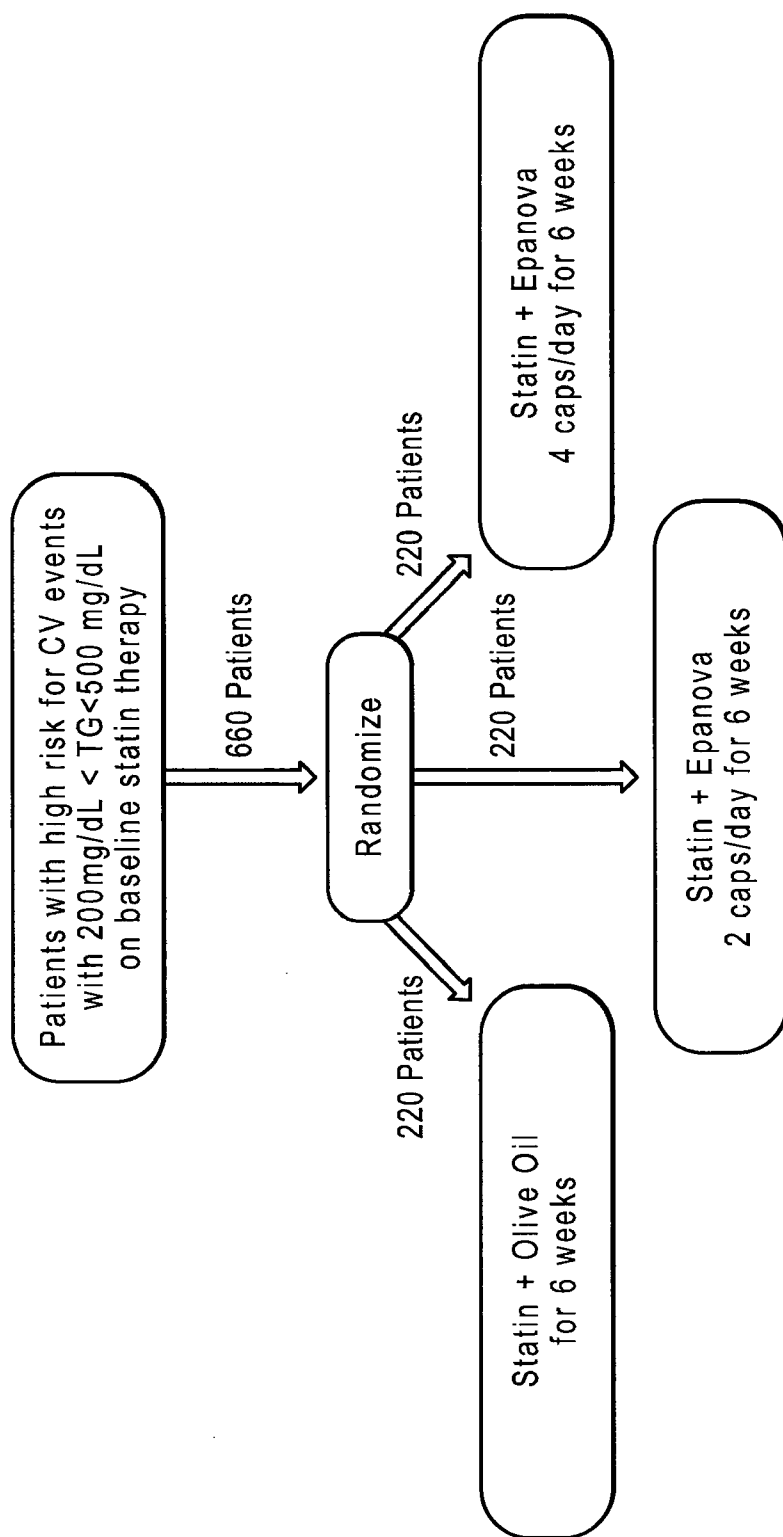 Patients with high risk for CV events
with 200mg/dL < TG<500 mg/dL
on baseline statin therapy
660 Patients
Randomize
220 Patients
220 Patients
220 Patients
Statin + Olive Oil
for 6 weeks
Statin + Epanova
2 caps/day for 6 weeks
Statin + Epanova
4 caps/day for 6 weeks